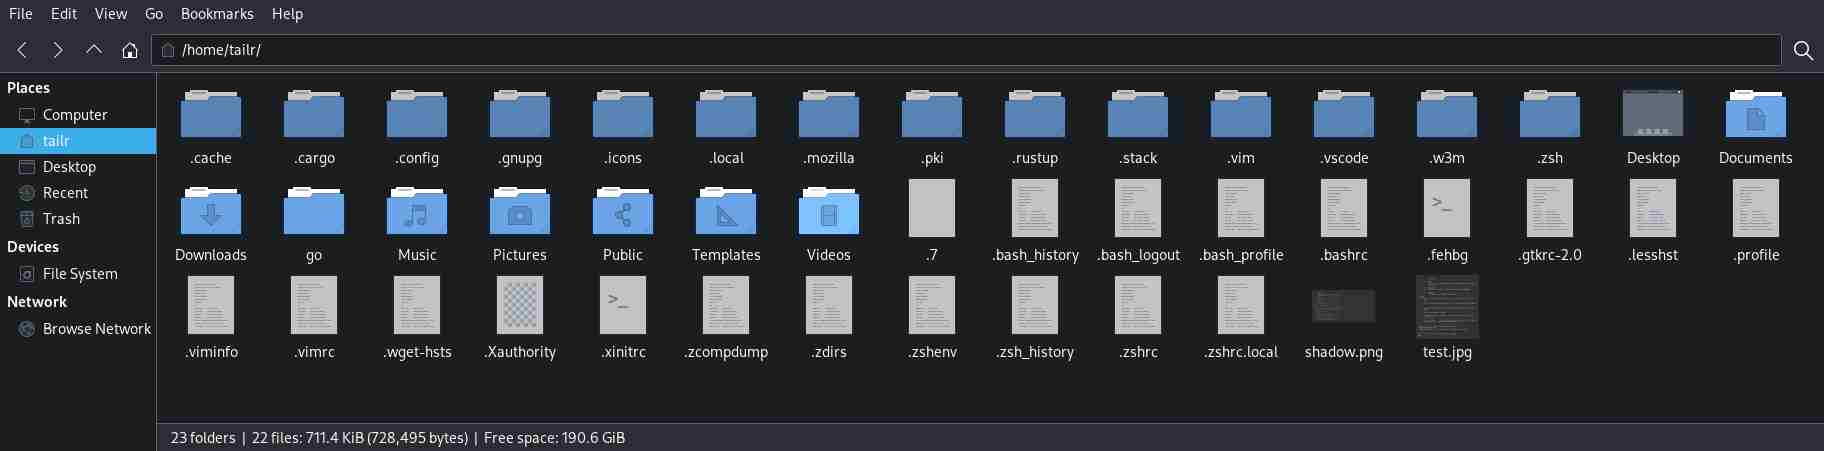 File Edit View Go Bookmarks Help
/home/tailr/
Places
Computer
tailr
Desktop
Recent
Trash
Devices
File System
Network
Browse Network
.cache .cargo .config .gnupg .icons .local .mozilla .pki .rustup .stack .vim .vscode .w3m .zsh Desktop Documents
Downloads go Music Pictures Public Templates Videos .7 .bash_history .bash_logout .bash_profile .bashrc .fehbg .gtkrc-2.0 .lesshst .profile
.viminfo .vimrc .wget-hsts .Xauthority .xinitrc .zcompdump .zdirs .zshenv .zsh_history .zshrc .zshrc.local shadow.png test.jpg
23 folders | 22 files: 711.4 KiB (728,495 bytes) | Free space: 190.6 GiB